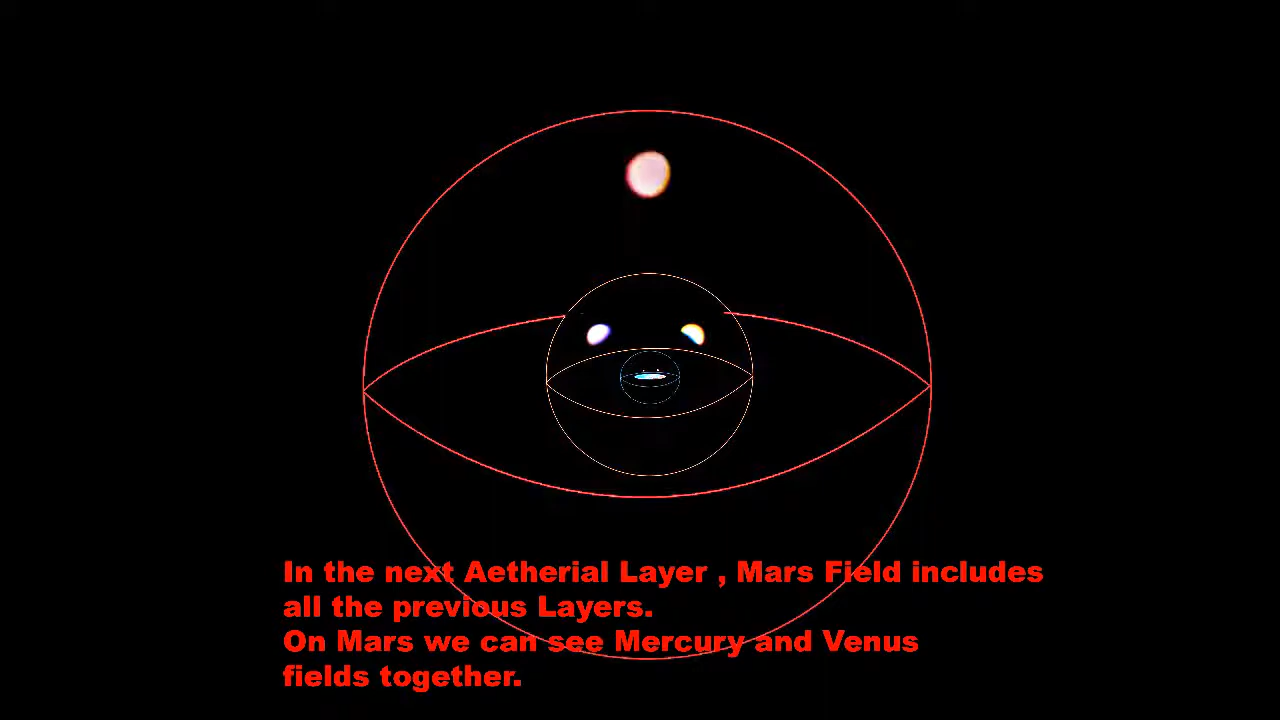 In the next Aetherial Layer , Mars Field includes
all the previous Layers.
On Mars we can see Mercury and Venus
fields together.